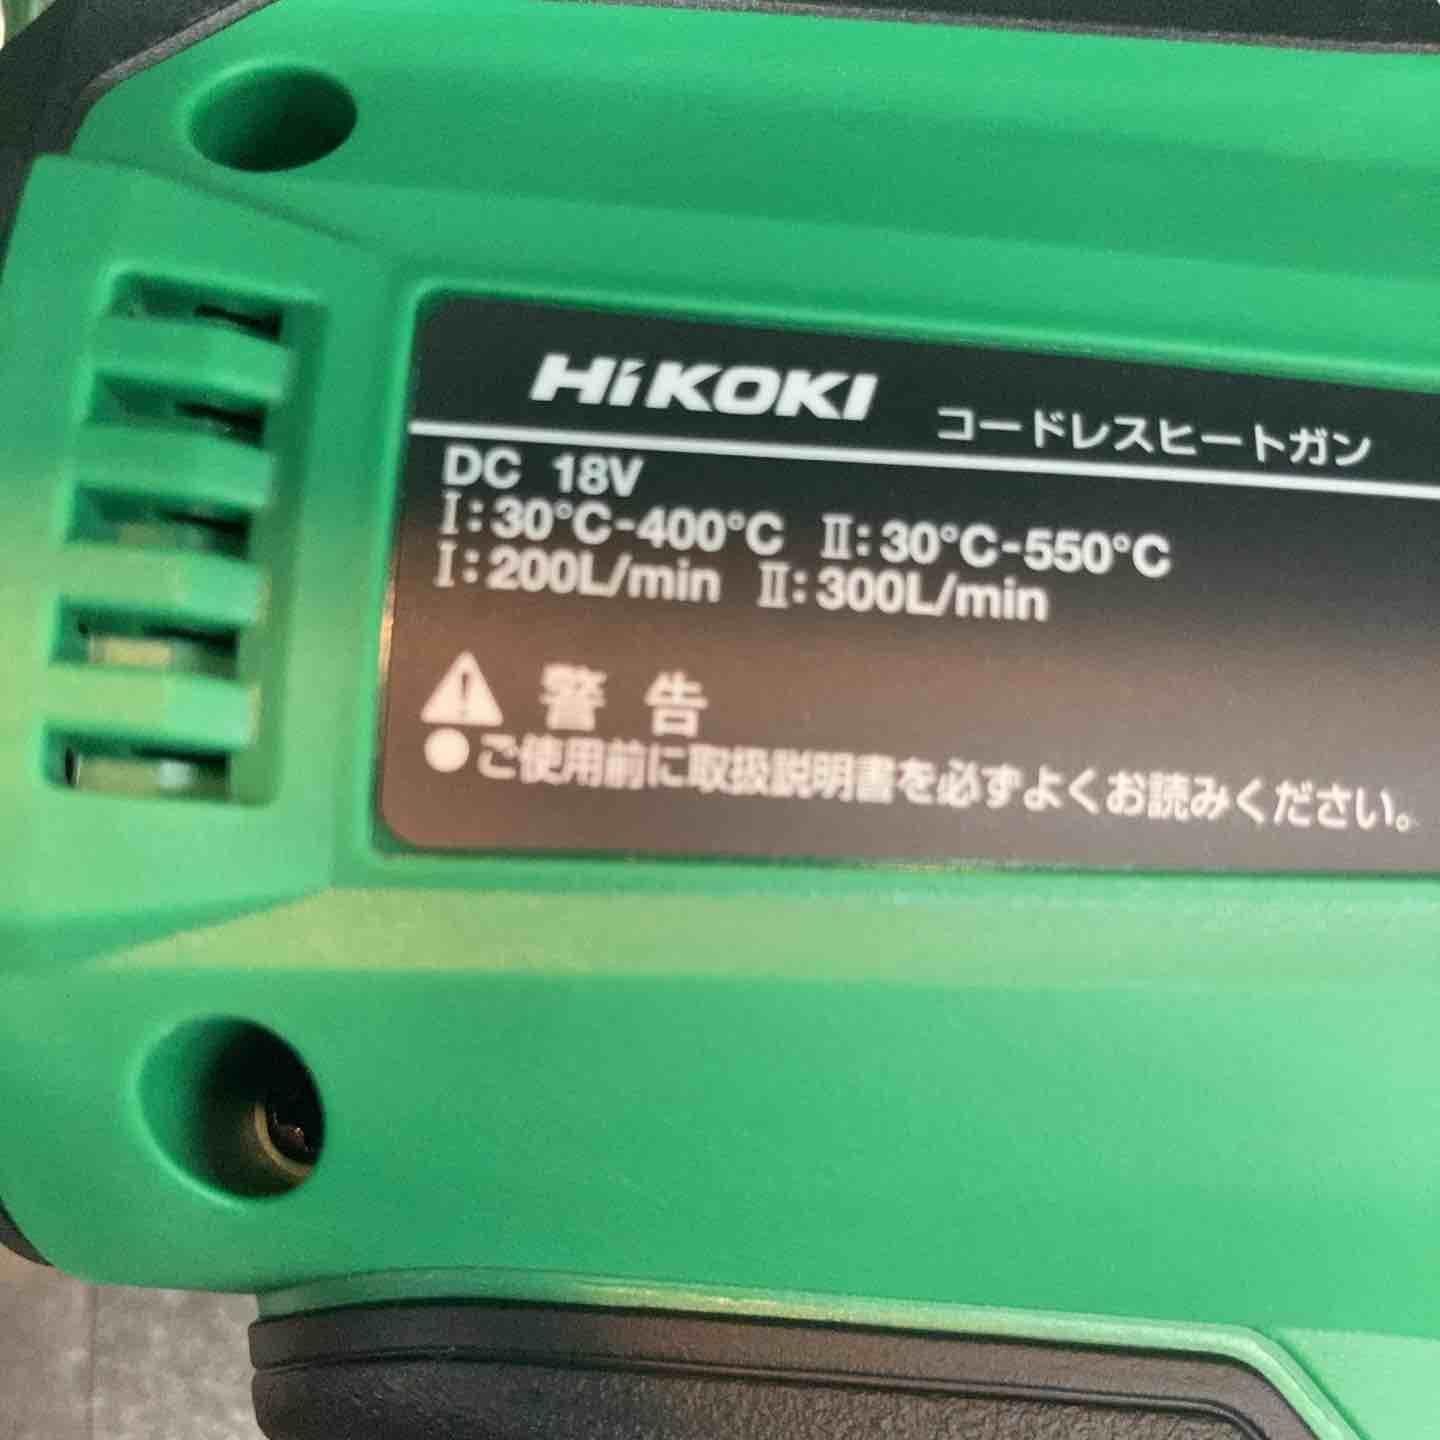 HiKOKI コードレスヒートガン
DC 18V
Ⅰ:30°C-400°C Ⅱ:30°C-550°C
Ⅰ:200L/min Ⅱ:300L/min
警告
●ご使用前に取扱説明書を必ずよくお読みください。